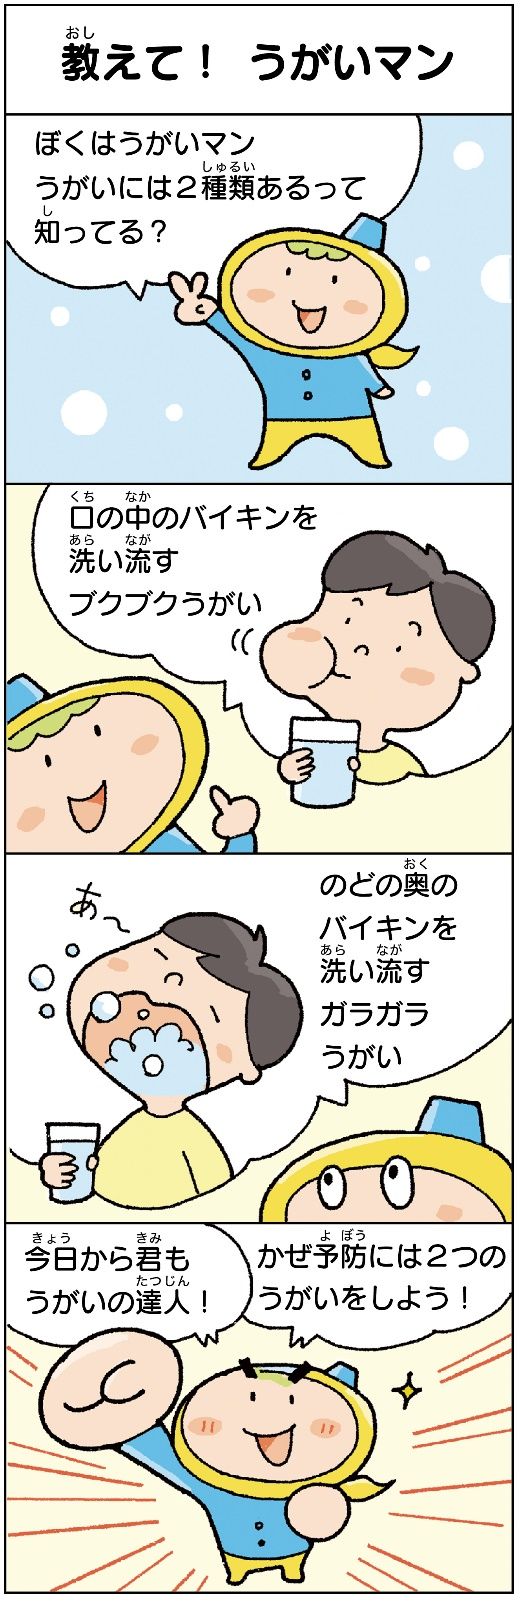 教えて！ うがいマン
ぼくはうがいマン
うがいには２種類あるって
知ってる？
口の中のバイキンを
洗い流す
ブクブクうがい
あ〜
のどの奥の
バイキンを
洗い流す
ガラガラ
うがい
今日から君も
うがいの達人！
かぜ予防には２つの
うがいをしよう！